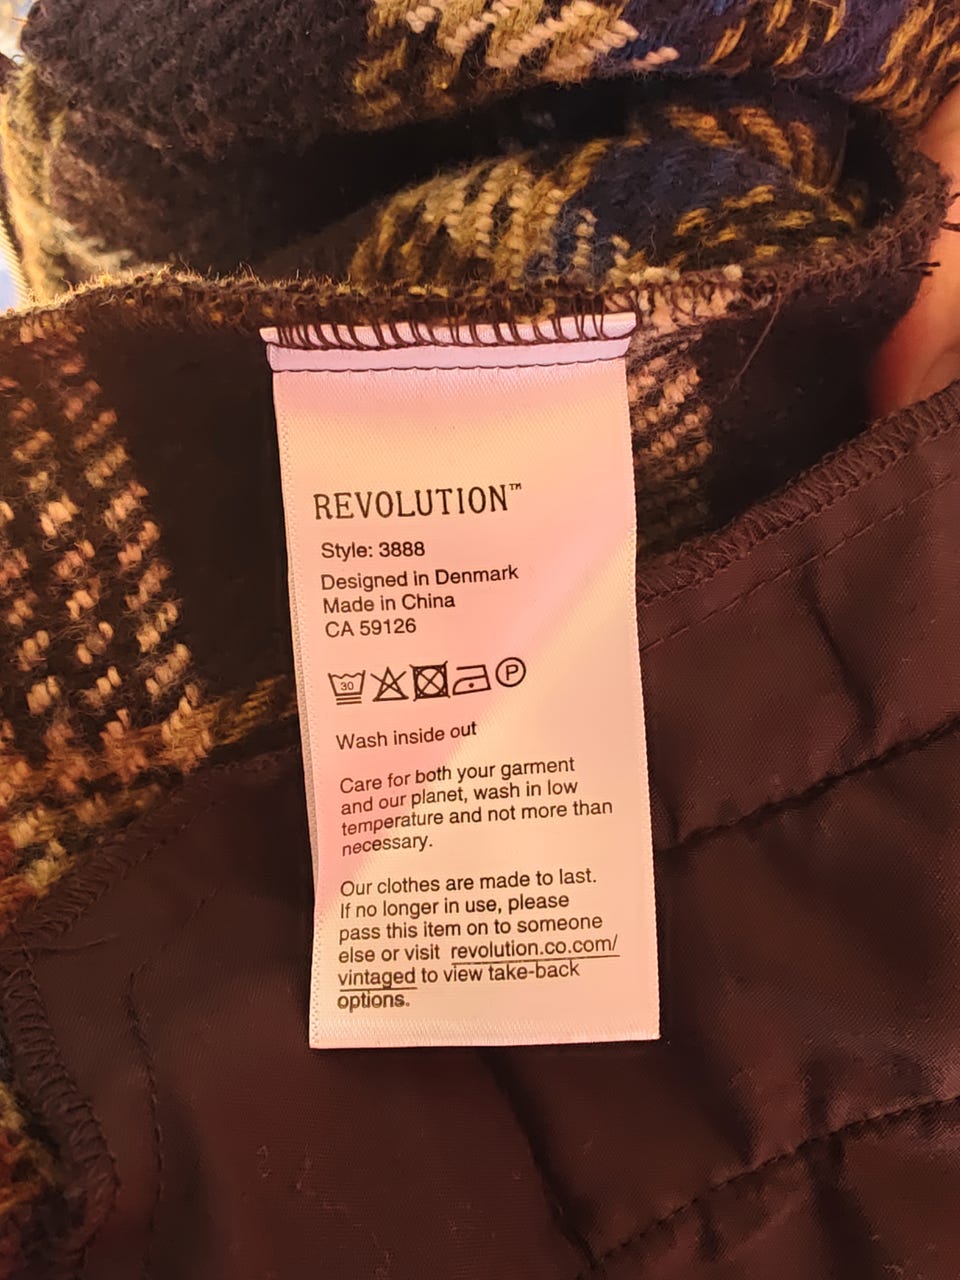 REVOLUTION™
Style: 3888
Designed in Denmark
Made in China
CA 59126
30 P
Wash inside out
Care for both your garment
and our planet, wash in low
temperature and not more than
necessary.
Our clothes are made to last.
If no longer in use, please
pass this item on to someone
else or visit revolution.co.com/
vintaged to view take-back
options.